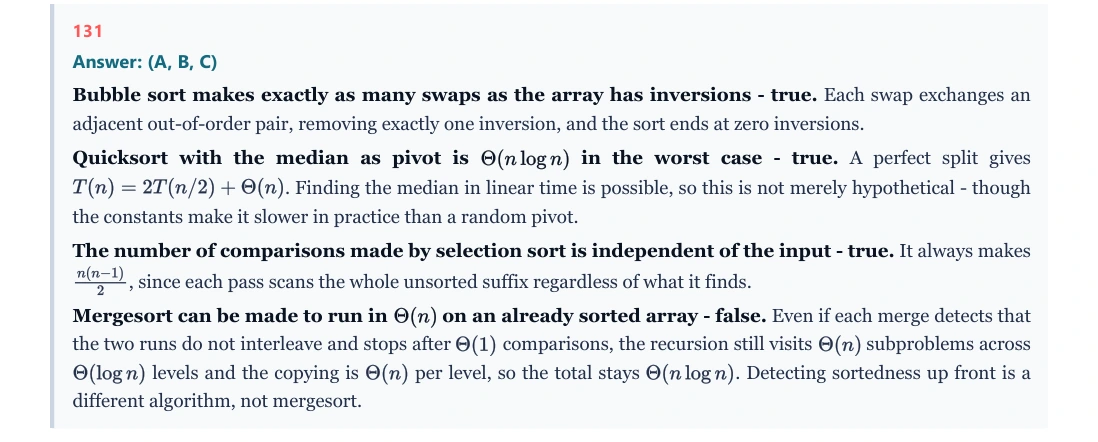 131
Answer: (A, B, C)
Bubble sort makes exactly as many swaps as the array has inversions - true. Each swap exchanges an
adjacent out-of-order pair, removing exactly one inversion, and the sort ends at zero inversions.
Quicksort with the median as pivot is Θ(n log n) in the worst case - true. A perfect split gives
T(n) = 2T(n/2) + Θ(n). Finding the median in linear time is possible, so this is not merely hypothetical - though
the constants make it slower in practice than a random pivot.
The number of comparisons made by selection sort is independent of the input - true. It always makes
n(n−1)/2, since each pass scans the whole unsorted suffix regardless of what it finds.
Mergesort can be made to run in Θ(n) on an already sorted array - false. Even if each merge detects that
the two runs do not interleave and stops after Θ(1) comparisons, the recursion still visits Θ(n) subproblems across
Θ(log n) levels and the copying is Θ(n) per level, so the total stays Θ(n log n). Detecting sortedness up front is a
different algorithm, not mergesort.